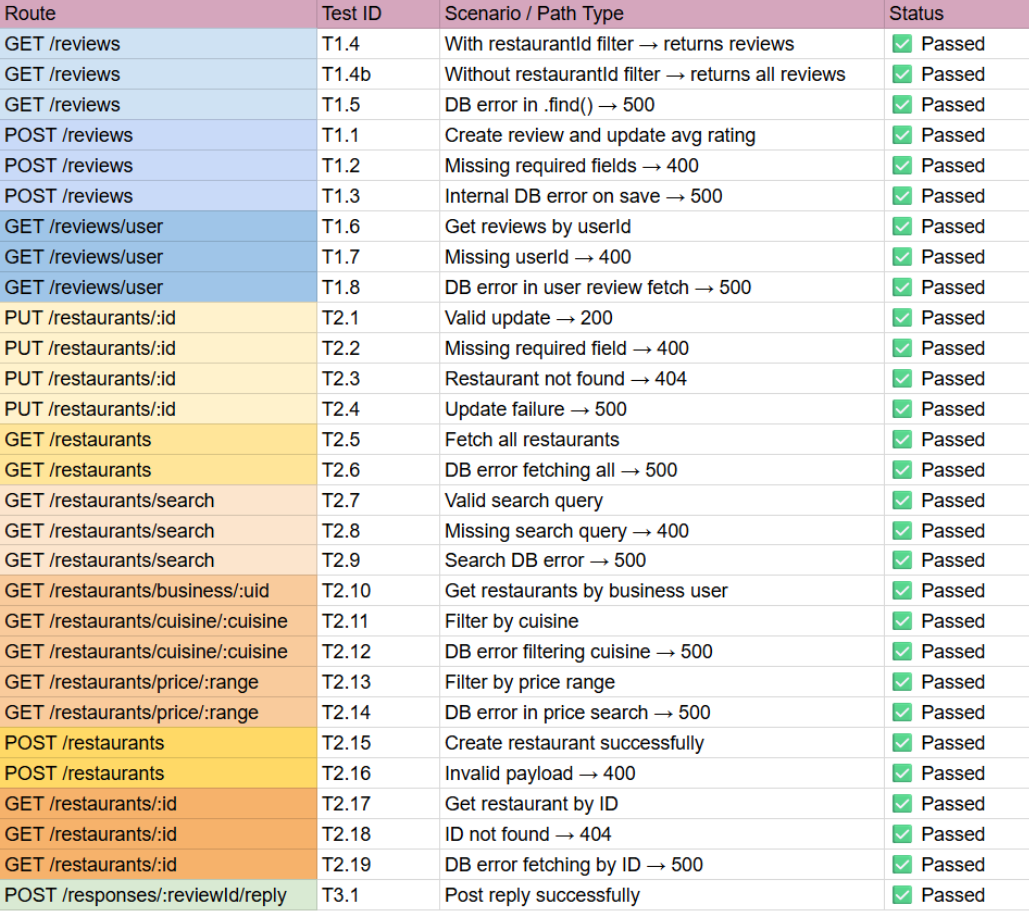 Route Test ID Scenario / Path Type Status
GET /reviews T1.4 With restaurantId filter → returns reviews ✅ Passed
GET /reviews T1.4b Without restaurantId filter → returns all reviews ✅ Passed
GET /reviews T1.5 DB error in .find() → 500 ✅ Passed
POST /reviews T1.1 Create review and update avg rating ✅ Passed
POST /reviews T1.2 Missing required fields → 400 ✅ Passed
POST /reviews T1.3 Internal DB error on save → 500 ✅ Passed
GET /reviews/user T1.6 Get reviews by userId ✅ Passed
GET /reviews/user T1.7 Missing userId → 400 ✅ Passed
GET /reviews/user T1.8 DB error in user review fetch → 500 ✅ Passed
PUT /restaurants/:id T2.1 Valid update → 200 ✅ Passed
PUT /restaurants/:id T2.2 Missing required field → 400 ✅ Passed
PUT /restaurants/:id T2.3 Restaurant not found → 404 ✅ Passed
PUT /restaurants/:id T2.4 Update failure → 500 ✅ Passed
GET /restaurants T2.5 Fetch all restaurants ✅ Passed
GET /restaurants T2.6 DB error fetching all → 500 ✅ Passed
GET /restaurants/search T2.7 Valid search query ✅ Passed
GET /restaurants/search T2.8 Missing search query → 400 ✅ Passed
GET /restaurants/search T2.9 Search DB error → 500 ✅ Passed
GET /restaurants/business/:uid T2.10 Get restaurants by business user ✅ Passed
GET /restaurants/cuisine/:cuisine T2.11 Filter by cuisine ✅ Passed
GET /restaurants/cuisine/:cuisine T2.12 DB error filtering cuisine → 500 ✅ Passed
GET /restaurants/price/:range T2.13 Filter by price range ✅ Passed
GET /restaurants/price/:range T2.14 DB error in price search → 500 ✅ Passed
POST /restaurants T2.15 Create restaurant successfully ✅ Passed
POST /restaurants T2.16 Invalid payload → 400 ✅ Passed
GET /restaurants/:id T2.17 Get restaurant by ID ✅ Passed
GET /restaurants/:id T2.18 ID not found → 404 ✅ Passed
GET /restaurants/:id T2.19 DB error fetching by ID → 500 ✅ Passed
POST /responses/:reviewId/reply T3.1 Post reply successfully ✅ Passed